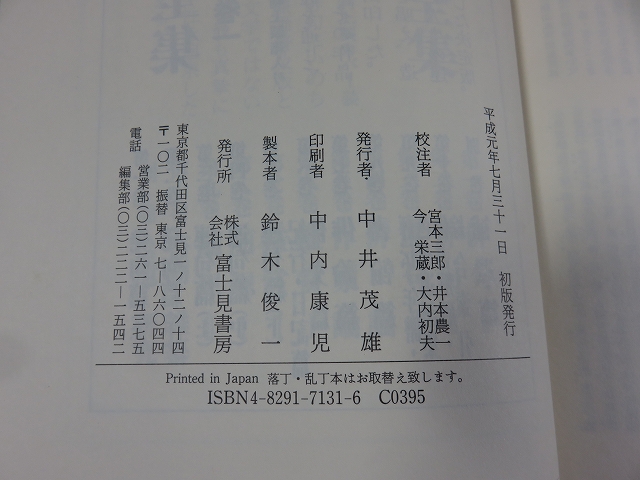 平成元年七月三十一日 初版発行
校注者 宮本三郎・井本農一
今 栄蔵・大内初夫
発行者・ 中井茂雄
印刷者 中内康児
製本者 鈴木俊一
発行所 株式会社 富士見書房
東京都千代田区富士見一ノ十二ノ十四
〒一〇二 振替 東京 七―八六〇四四
電話 営業部(〇三)二六一―五三七五
編集部(〇三)二二二―一五四二
Printed in Japan 落丁・乱丁本はお取替え致します。
ISBN4-8291-7131-6 C0395